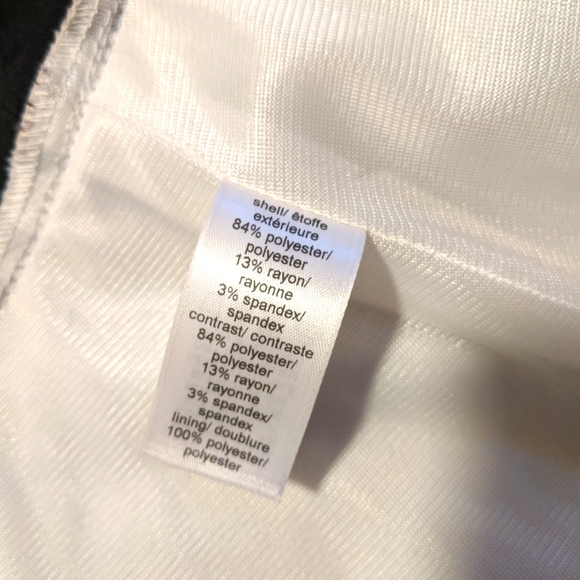 shell/ étoffe
extérieure
84% polyester/
polyester
13% rayon/
rayonne
3% spandex/
spandex
contrast/ contraste
84% polyester/
polyester
13% rayon/
rayonne
3% spandex/
spandex
lining/ doublure
100% polyester/
polyester